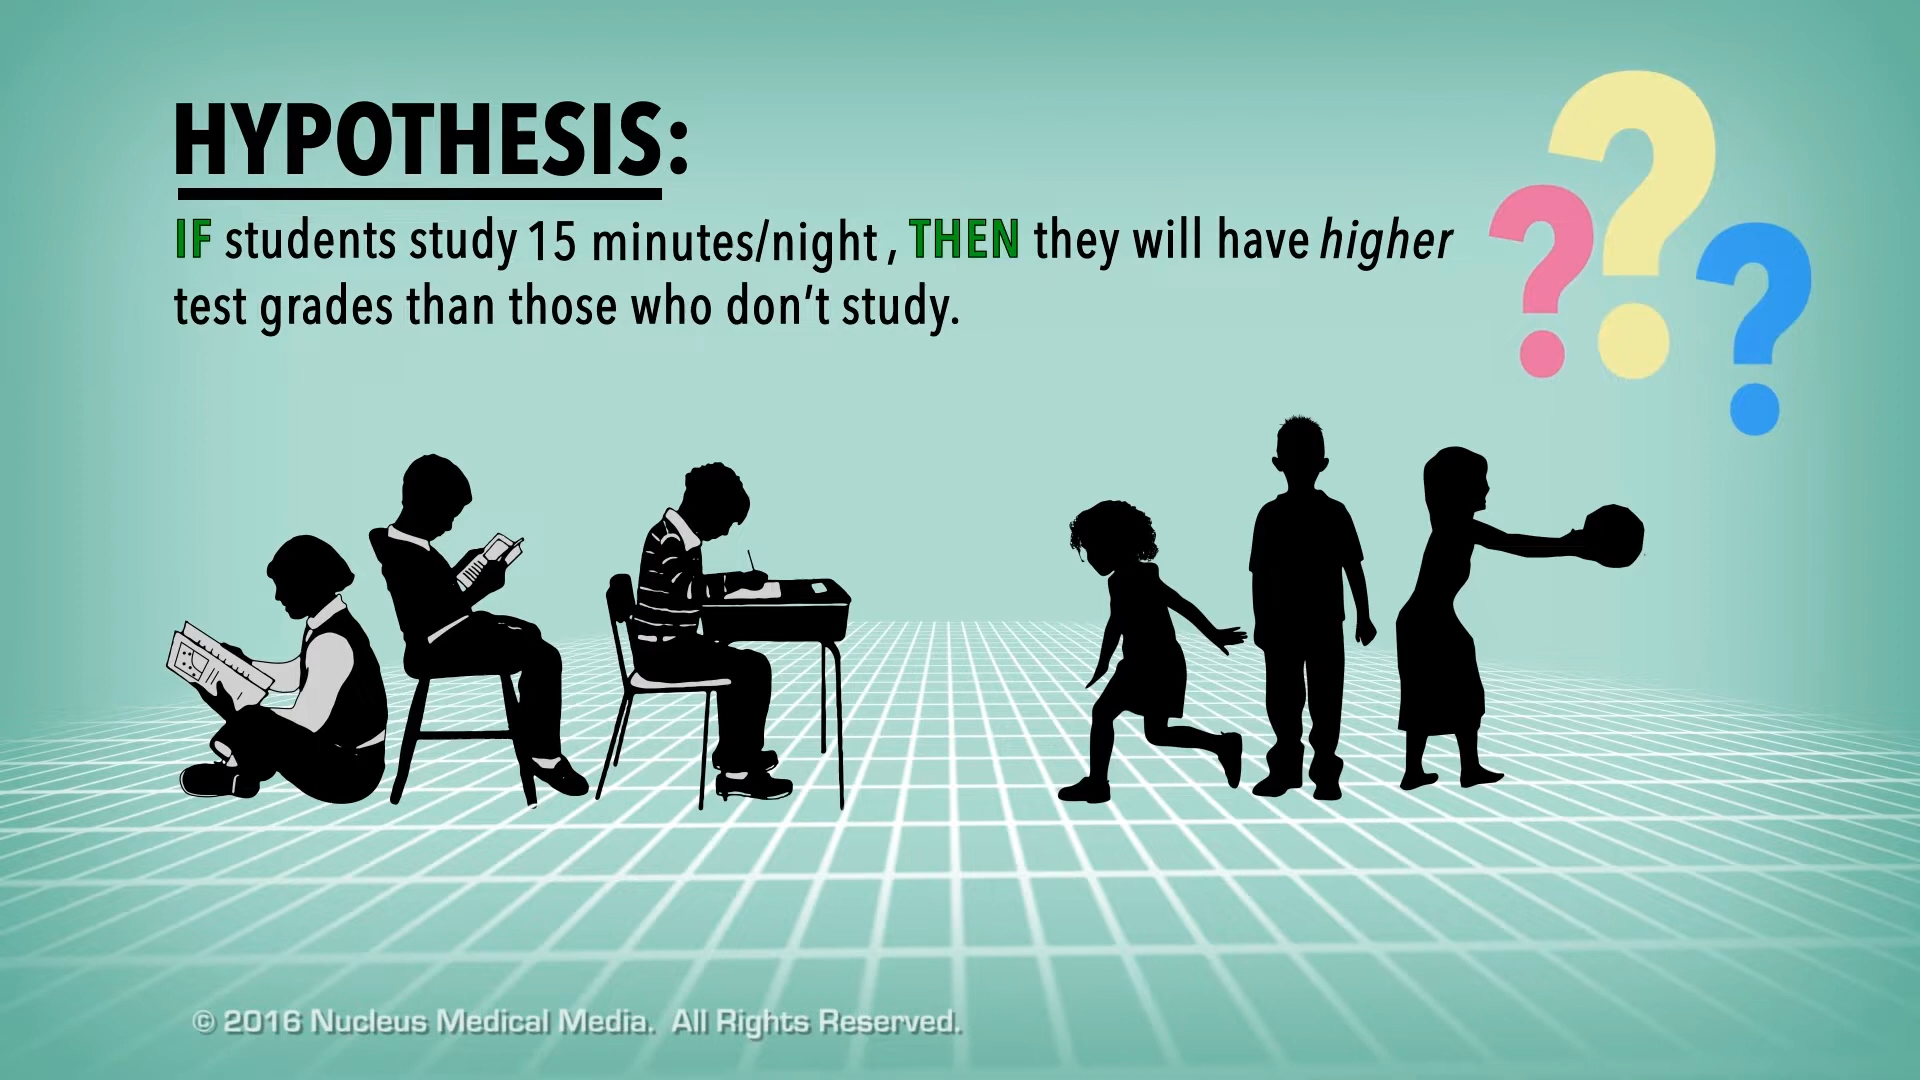 HYPOTHESIS:
IF students study 15 minutes/night, THEN they will have higher
test grades than those who don't study.
© 2016 Nucleus Medical Media. All Rights Reserved.